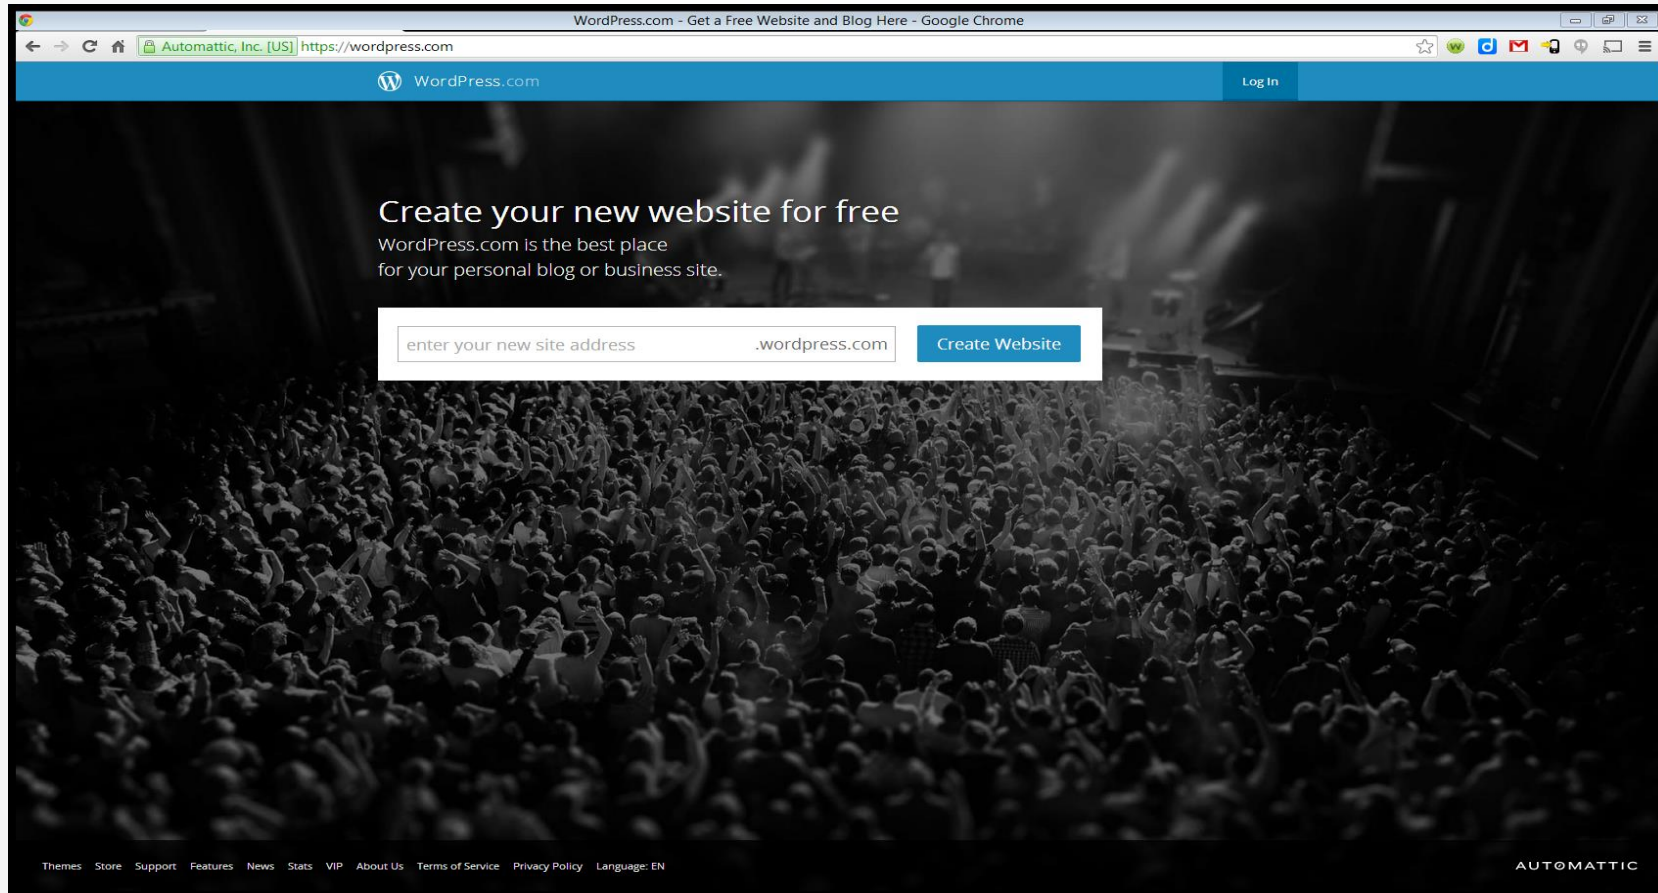 WordPress.com - Get a Free Website and Blog Here - Google Chrome
Automattic, Inc. [US] https://wordpress.com
WordPress.com
Log In
Create your new website for free
WordPress.com is the best place
for your personal blog or business site.
enter your new site address .wordpress.com
Create Website
Themes Store Support Features News Stats VIP About Us Terms of Service Privacy Policy Language: EN
AUTOMATTIC